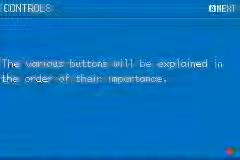 CONTROLS
NEXT
The various buttons will be explained in
the order of their importance.